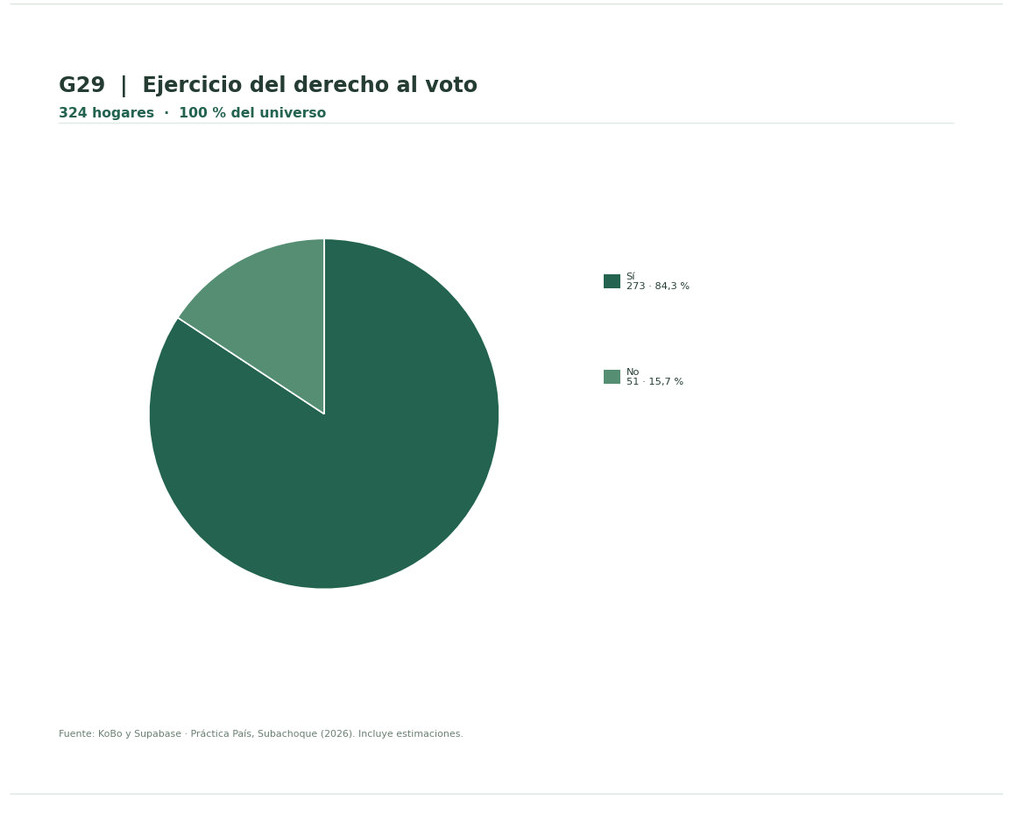 G29 | Ejercicio del derecho al voto
324 hogares · 100 % del universo
Sí
273 · 84,3 %
No
51 · 15,7 %
Fuente: KoBo y Supabase · Práctica País, Subachoque (2026). Incluye estimaciones.